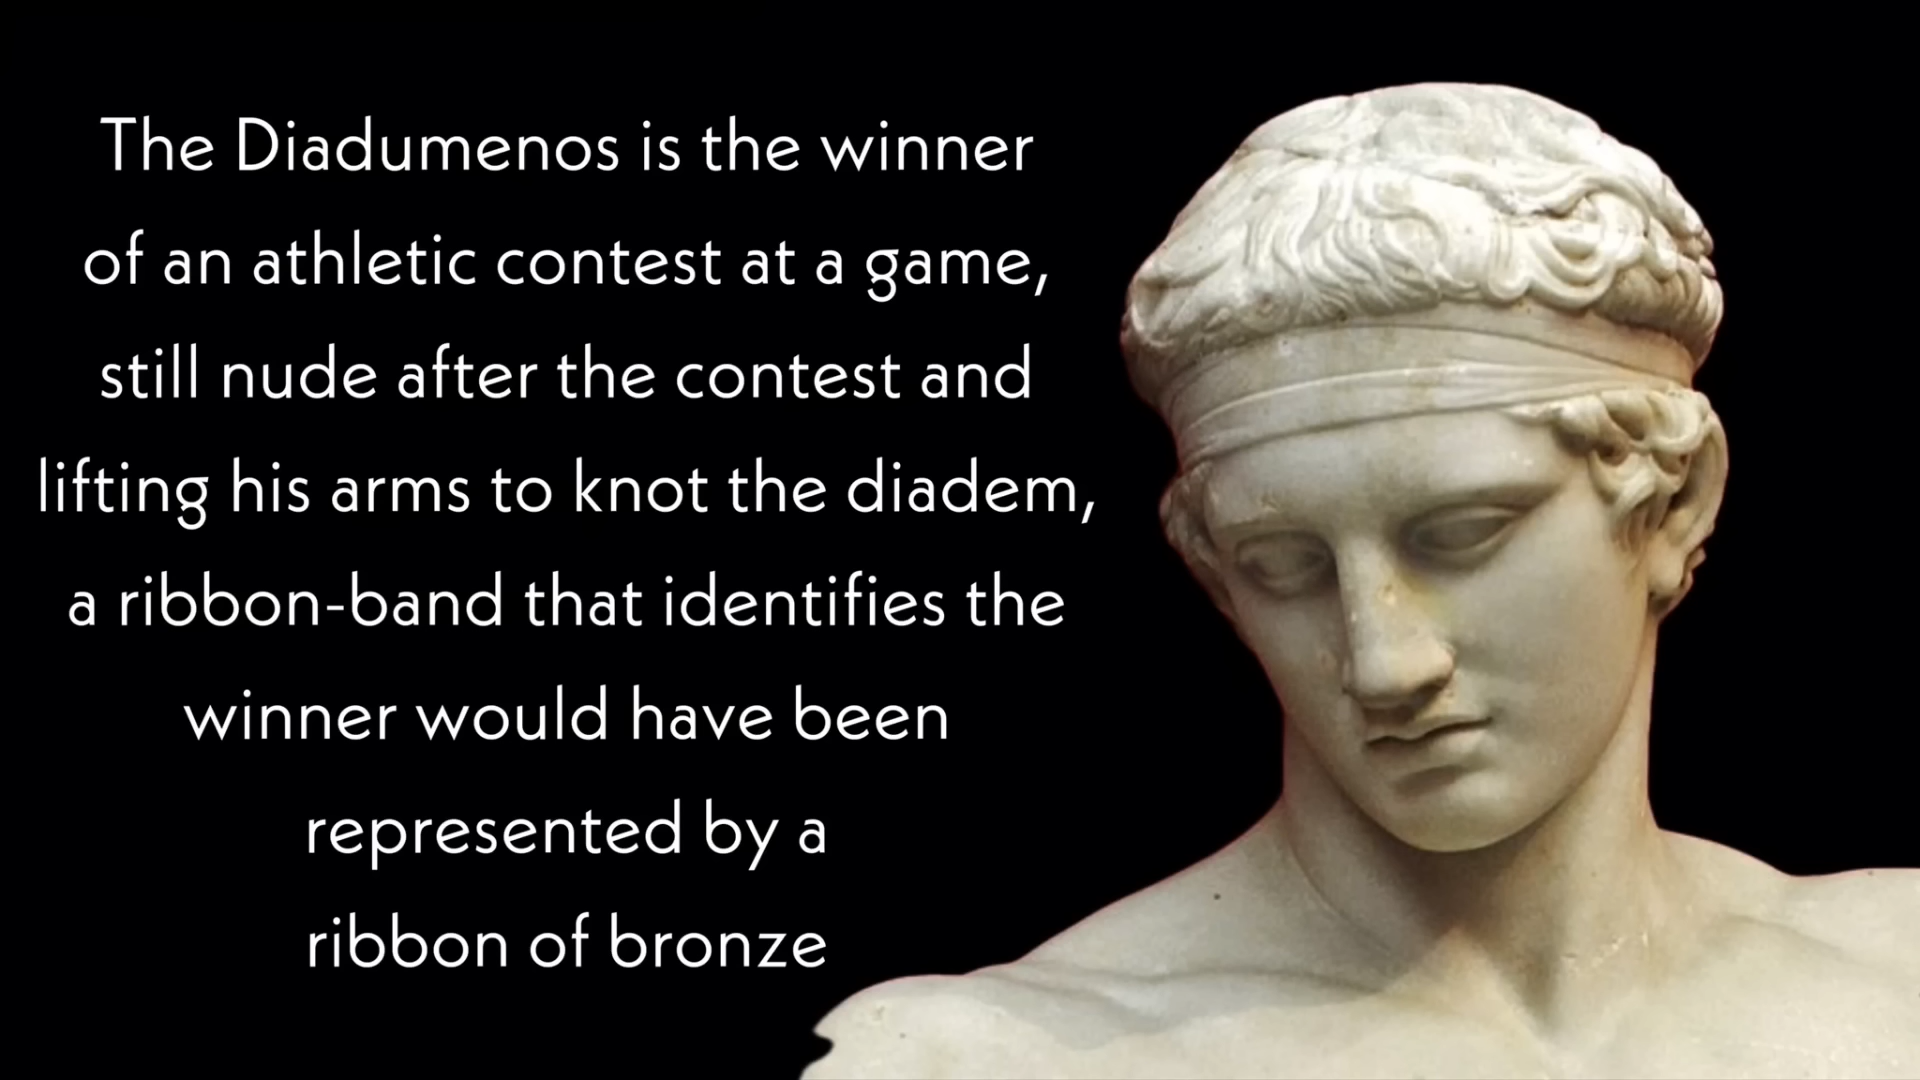 The Diadumenos is the winner
of an athletic contest at a game,
still nude after the contest and
lifting his arms to knot the diadem,
a ribbon-band that identifies the
winner would have been
represented by a
ribbon of bronze